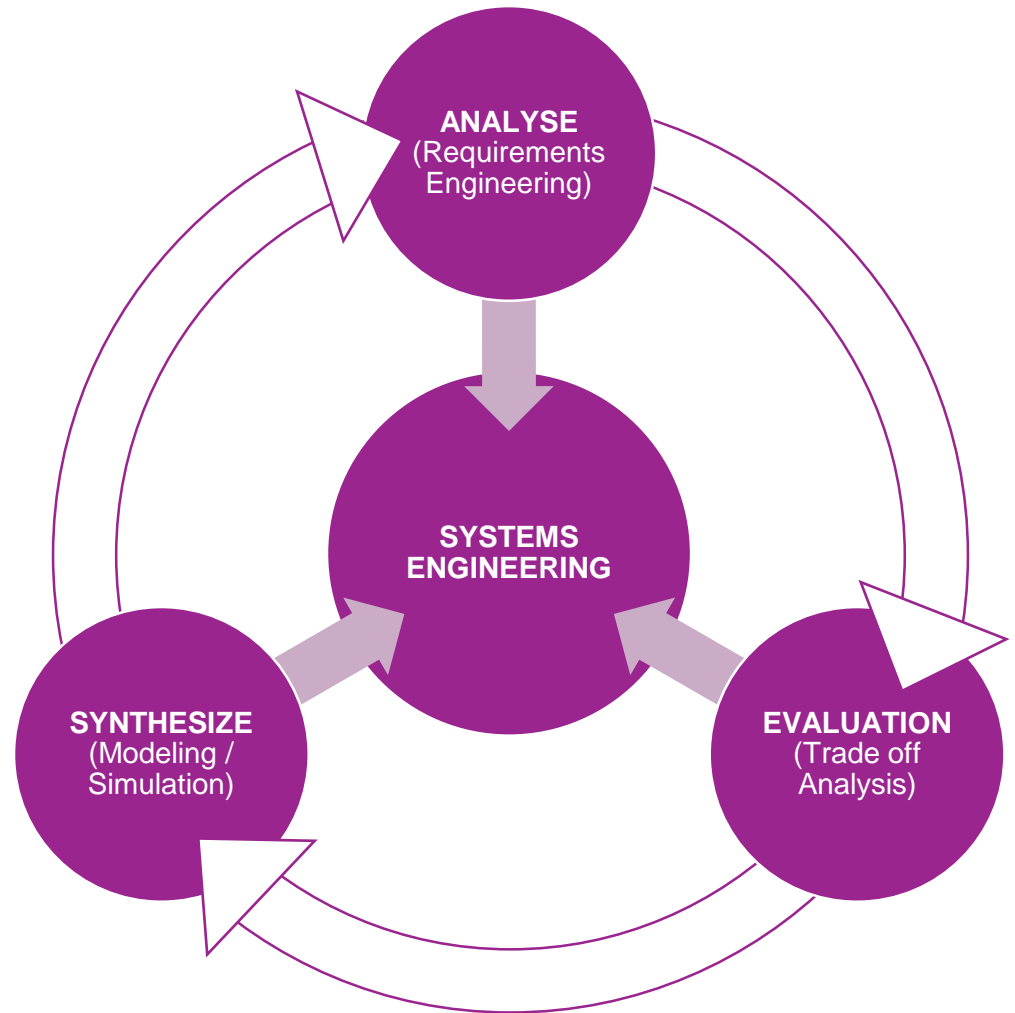 ANALYSE
(Requirements
Engineering)
SYSTEMS
ENGINEERING
SYNTHESIZE
(Modeling /
Simulation)
EVALUATION
(Trade off
Analysis)